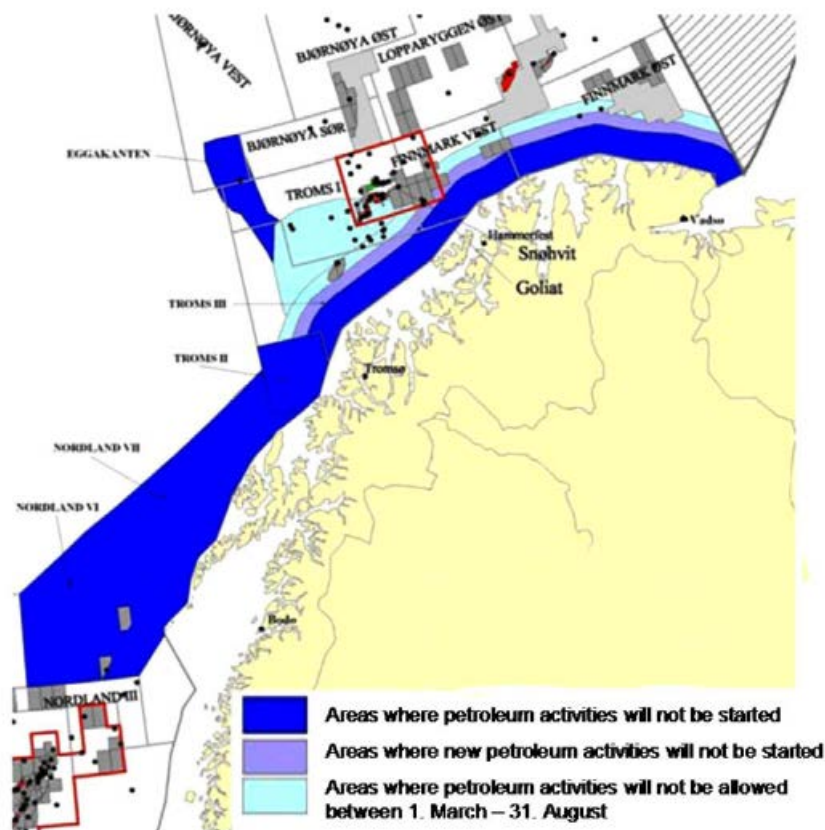 BJØRNØYA VEST
BJØRNØYA ØST
LOPPARYGGEN ØST
FINNMARK ØST
EGGAKANTEN
BJØRNØYA SØR
FINNMARK VEST
TROMS I
Vadsø
Hammerfest
Snøhvit
Goliat
TROMS III
TROMS II
Tromsø
NORDLAND VII
NORDLAND VI
Bodø
NORDLAND III
Areas where petroleum activities will not be started
Areas where new petroleum activities will not be started
Areas where petroleum activities will not be allowed
between 1. March – 31. August